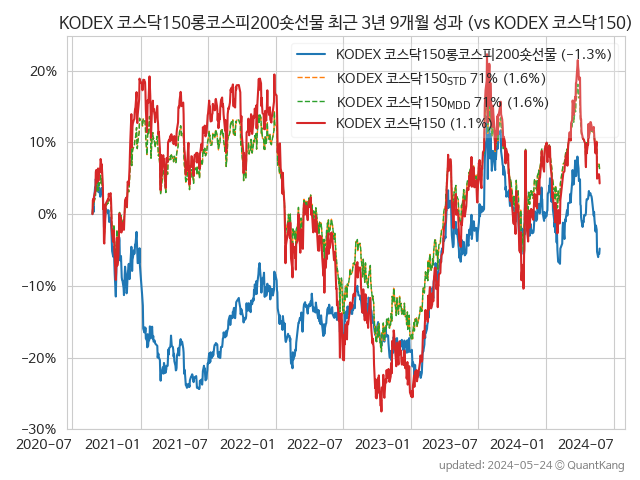 KODEX 코스닥150롱코스피200숏선물 최근 3년 9개월 성과 (vs KODEX 코스닥150)
KODEX 코스닥150롱코스피200숏선물 (−1.3%)
KODEX 코스닥150STD 71% (1.6%)
KODEX 코스닥150MDD 71% (1.6%)
KODEX 코스닥150 (1.1%)
20%
10%
0%
−10%
−20%
−30%
2020-07 2021-01 2021-07 2022-01 2022-07 2023-01 2023-07 2024-01 2024-07
updated: 2024-05-24 © QuantKang